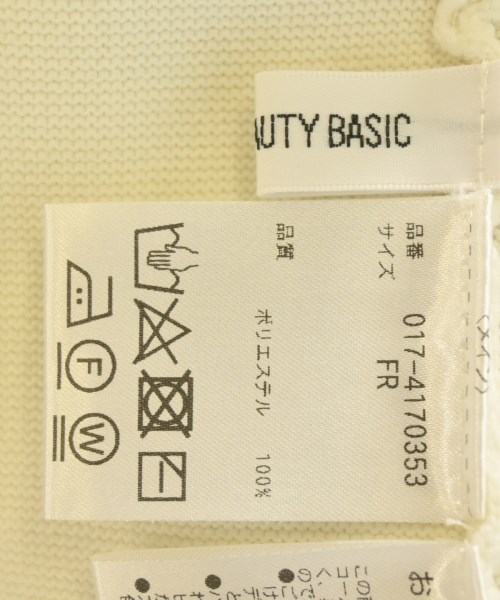 AUTY BASIC
(メイン)
品番 017-4170353
サイズ FR
品質
ポリエステル 100%
F
W
お